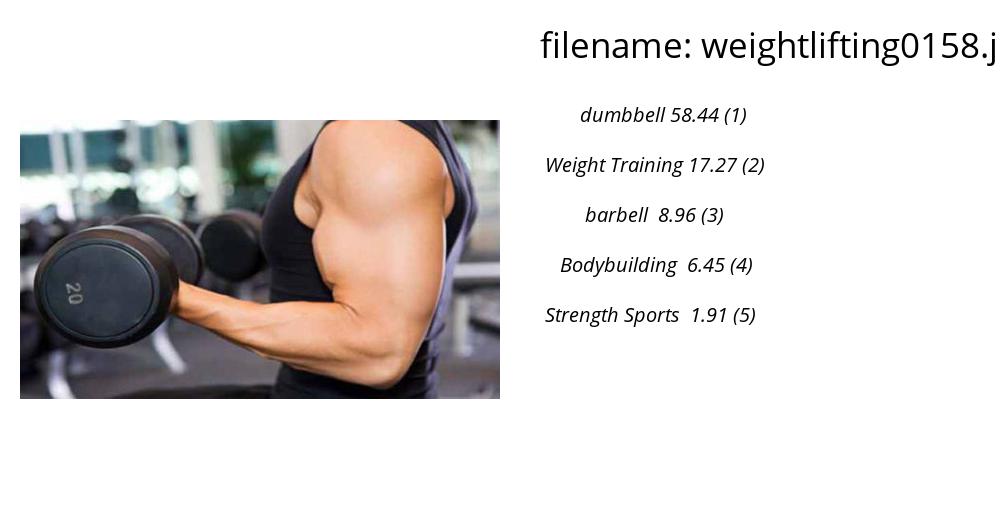 filename: weightlifting0158.j
dumbbell 58.44 (1)
Weight Training 17.27 (2)
barbell 8.96 (3)
Bodybuilding 6.45 (4)
Strength Sports 1.91 (5)
20